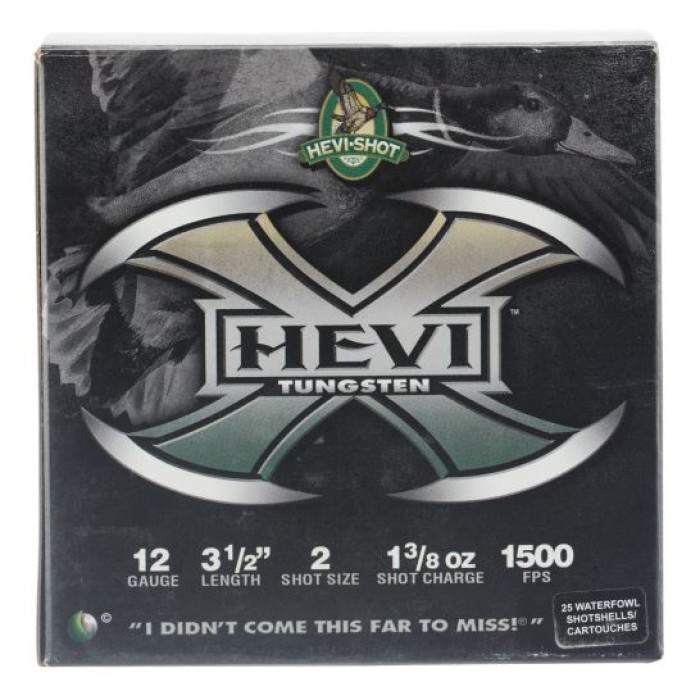 HEVI•SHOT
HEVI ™
TUNGSTEN
12 3 1/2" 2 1 3/8 OZ 1500
GAUGE LENGTH SHOT SIZE SHOT CHARGE FPS
25 WATERFOWL
SHOTSHELLS/
CARTOUCHES
© "I DIDN'T COME THIS FAR TO MISS!® "